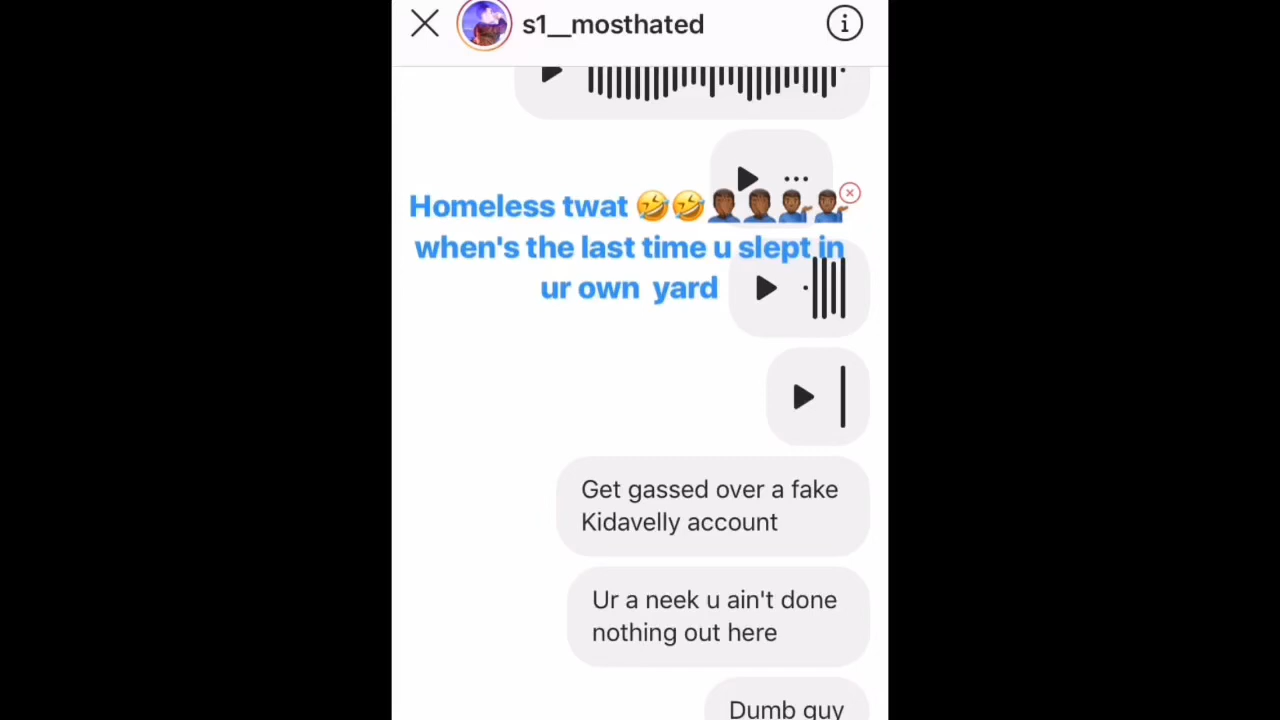 s1__mosthated
Homeless twat 🤣🤣🤦🏾‍♂️🤦🏾‍♂️💁🏾‍♂️💁🏾‍♂️
when's the last time u slept in
ur own yard
Get gassed over a fake
Kidavelly account
Ur a neek u ain't done
nothing out here
Dumb guy